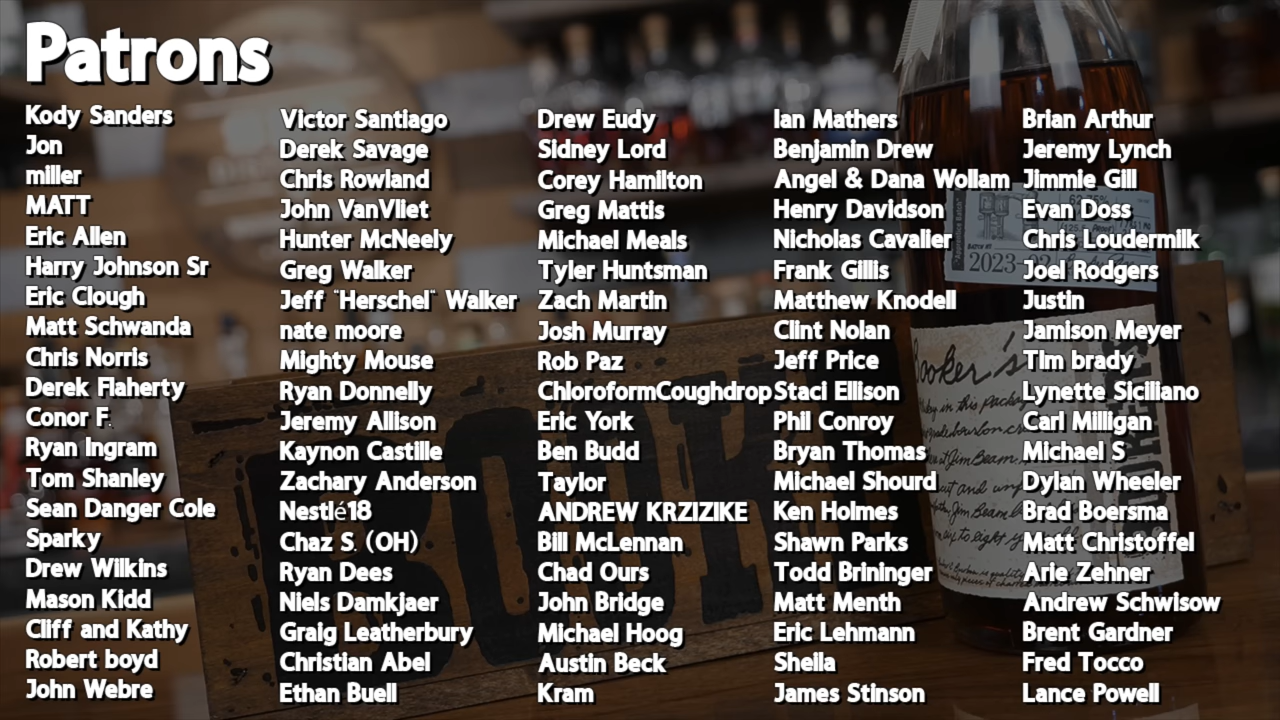 Patrons
Kody Sanders
Jon
miller
MATT
Eric Allen
Harry Johnson Sr
Eric Clough
Matt Schwanda
Chris Norris
Derek Flaherty
Conor F.
Ryan Ingram
Tom Shanley
Sean Danger Cole
Sparky
Drew Wilkins
Mason Kidd
Cliff and Kathy
Robert boyd
John Webre
Victor Santiago
Derek Savage
Chris Rowland
John VanVliet
Hunter McNeely
Greg Walker
Jeff "Herschel" Walker
nate moore
Mighty Mouse
Ryan Donnelly
Jeremy Allison
Kaynon Castille
Zachary Anderson
Nestlé18
Chaz S. (OH)
Ryan Dees
Niels Damkjaer
Graig Leatherbury
Christian Abel
Ethan Buell
Drew Eudy
Sidney Lord
Corey Hamilton
Greg Mattis
Michael Meals
Tyler Huntsman
Zach Martin
Josh Murray
Rob Paz
ChloroformCoughdrop
Eric York
Ben Budd
Taylor
ANDREW KRZIZIKE
Bill McLennan
Chad Ours
John Bridge
Michael Hoog
Austin Beck
Kram
Ian Mathers
Benjamin Drew
Angel & Dana Wollam
Henry Davidson
Nicholas Cavalier
Frank Gillis
Matthew Knodell
Clint Nolan
Jeff Price
Staci Ellison
Phil Conroy
Bryan Thomas
Michael Shourd
Ken Holmes
Shawn Parks
Todd Brininger
Matt Menth
Eric Lehmann
Sheila
James Stinson
Brian Arthur
Jeremy Lynch
Jimmie Gill
Evan Doss
Chris Loudermilk
Joel Rodgers
Justin
Jamison Meyer
Tim brady
Lynette Siciliano
Carl Milligan
Michael S
Dylan Wheeler
Brad Boersma
Matt Christoffel
Arie Zehner
Andrew Schwisow
Brent Gardner
Fred Tocco
Lance Powell
BATCH Nº
2023-02
Booker's